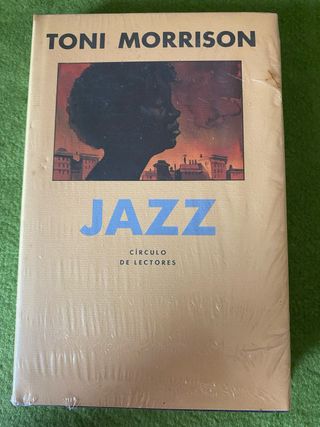 TONI MORRISON
JAZZ
CÍRCULO
DE LECTORES